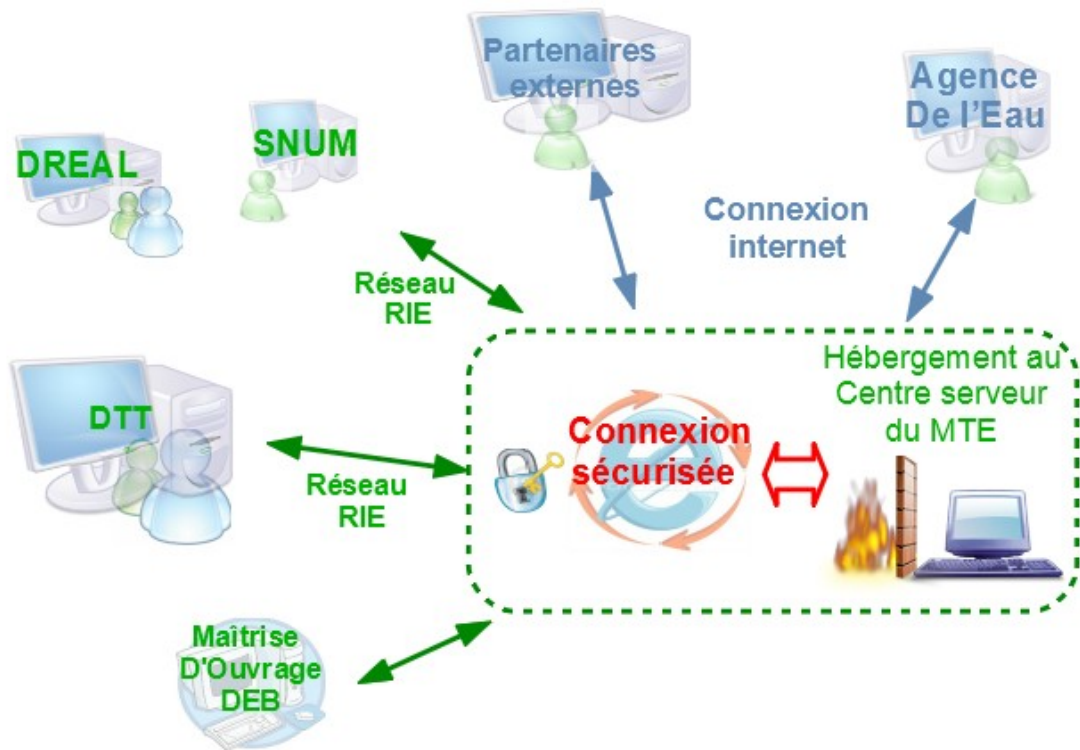 Partenaires
externes
Agence
De l'Eau
SNUM
DREAL
Connexion
internet
Réseau
RIE
DTT
Réseau
RIE
Hébergement au
Centre serveur
du MTE
Connexion
sécurisée
Maîtrise
D'Ouvrage
DEB